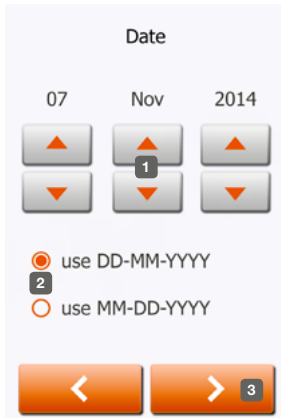 Date
07 Nov 2014
1
use DD-MM-YYYY
2
use MM-DD-YYYY
3